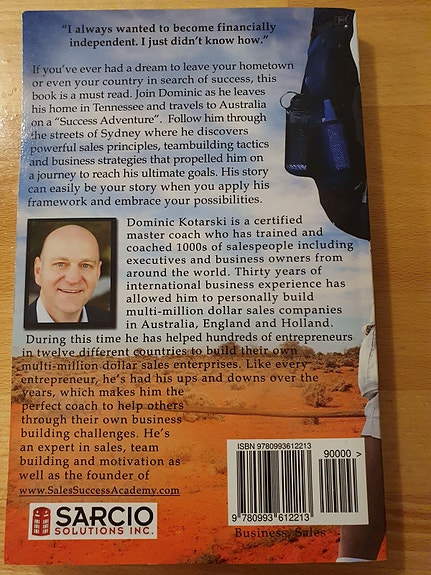 "I always wanted to become financially
independent. I just didn't know how."
If you've ever had a dream to leave your hometown
or even your country in search of success, this
book is a must read. Join Dominic as he leaves
his home in Tennessee and travels to Australia
on a "Success Adventure". Follow him through
the streets of Sydney where he discovers
powerful sales principles, teambuilding tactics
and business strategies that propelled him on
a journey to reach his ultimate goals. His story
can easily be your story when you apply his
framework and embrace your possibilities.
Dominic Kotarski is a certified
master coach who has trained and
coached 1000s of salespeople including
executives and business owners from
around the world. Thirty years of
international business experience has
allowed him to personally build
multi-million dollar sales companies
in Australia, England and Holland.
During this time he has helped hundreds of entrepreneurs
in twelve different countries to build their own
multi-million dollar sales enterprises. Like every
entrepreneur, he's had his ups and downs over the
years, which makes him the
perfect coach to help others
through their own business
building challenges. He's
an expert in sales, team
building and motivation as
well as the founder of
www.SalesSuccessAcademy.com
SARCIO
SOLUTIONS INC.
ISBN 9780993612213
90000 >
9 780993 612213
Business, Sales